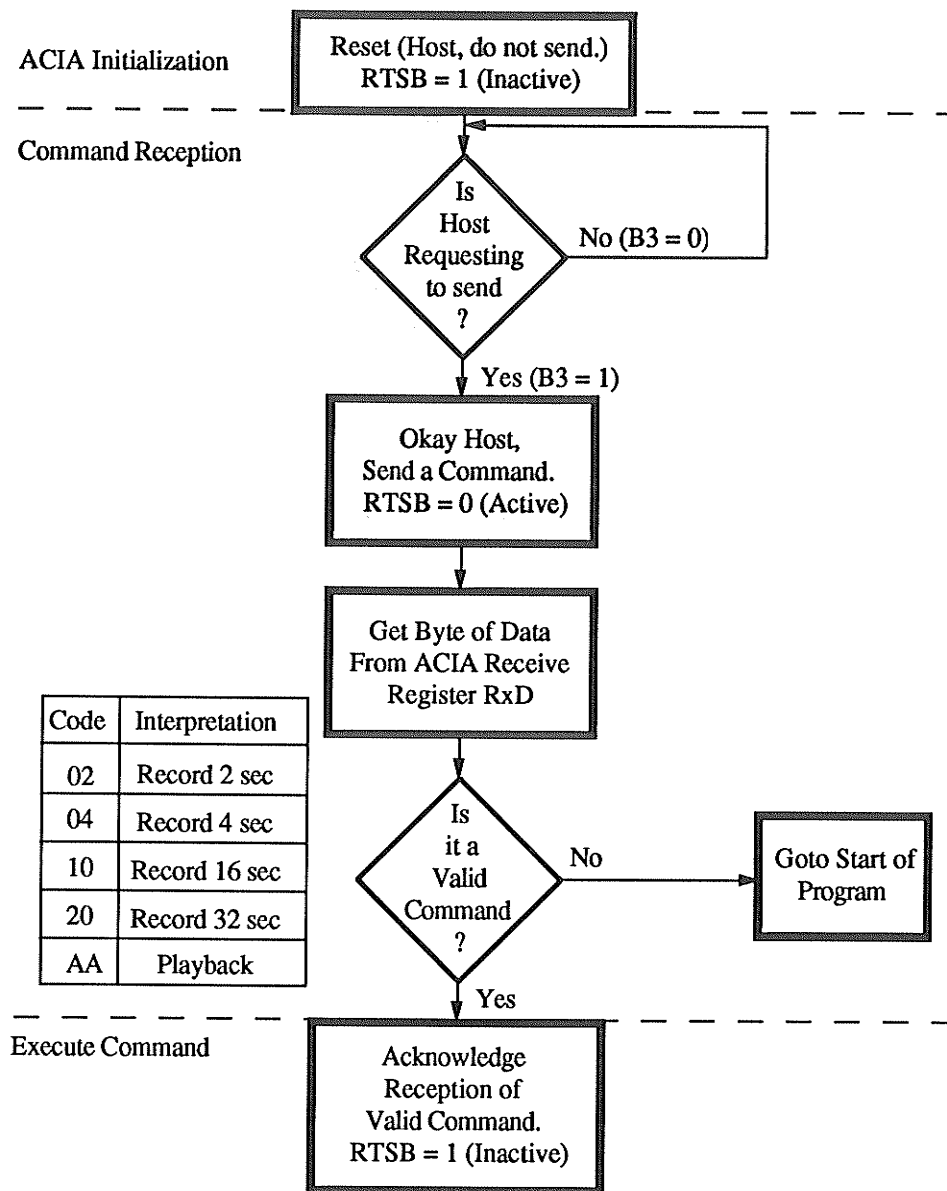 ACIA Initialization
Reset (Host, do not send.)
RTSB = 1 (Inactive)
Command Reception
Is
Host
Requesting
to send
?
No (B3 = 0)
Yes (B3 = 1)
Okay Host,
Send a Command.
RTSB = 0 (Active)
Get Byte of Data
From ACIA Receive
Register RxD
Code Interpretation
02 Record 2 sec
04 Record 4 sec
10 Record 16 sec
20 Record 32 sec
AA Playback
Is
it a
Valid
Command
?
No
Goto Start of
Program
Yes
Execute Command
Acknowledge
Reception of
Valid Command.
RTSB = 1 (Inactive)